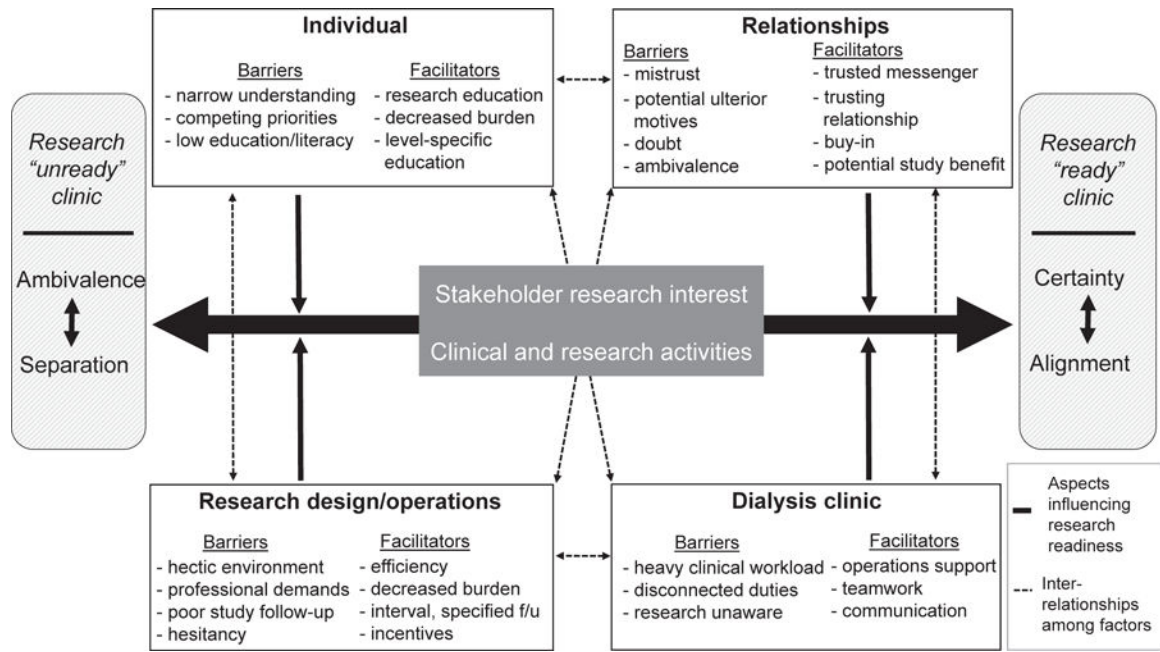 Individual
Barriers
- narrow understanding
- competing priorities
- low education/literacy
Facilitators
- research education
- decreased burden
- level-specific
education
Relationships
Barriers
- mistrust
- potential ulterior
motives
- doubt
- ambivalence
Facilitators
- trusted messenger
- trusting
relationship
- buy-in
- potential study benefit
Research
“unready”
clinic
Ambivalence
Separation
Stakeholder research interest
Clinical and research activities
Research
“ready”
clinic
Certainty
Alignment
Research design/operations
Barriers
- hectic environment
- professional demands
- poor study follow-up
- hesitancy
Facilitators
- efficiency
- decreased burden
- interval, specified f/u
- incentives
Dialysis clinic
Barriers
- heavy clinical workload
- disconnected duties
- research unaware
Facilitators
- operations support
- teamwork
- communication
Aspects
influencing
research
readiness
Inter-
relationships
among factors